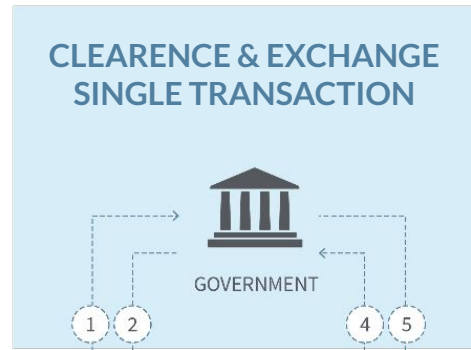 CLEARENCE & EXCHANGE
SINGLE TRANSACTION
GOVERNMENT
1 2 4 5